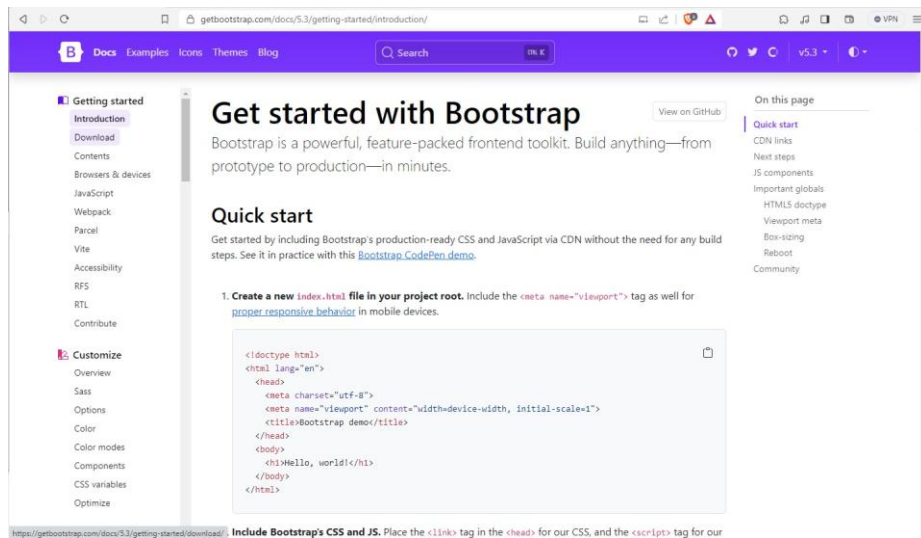 getbootstrap.com/docs/5.3/getting-started/introduction/
VPN
B Docs Examples Icons Themes Blog
Search
v5.3
Getting started
Introduction
Download
Contents
Browsers & devices
JavaScript
Webpack
Parcel
Vite
Accessibility
RFS
RTL
Contribute
Customize
Overview
Sass
Options
Color
Color modes
Components
CSS variables
Optimize
Get started with Bootstrap
View on GitHub
Bootstrap is a powerful, feature-packed frontend toolkit. Build anything—from
prototype to production—in minutes.
Quick start
Get started by including Bootstrap's production-ready CSS and JavaScript via CDN without the need for any build
steps. See it in practice with this Bootstrap CodePen demo.
1. Create a new index.html file in your project root. Include the <meta name="viewport"> tag as well for
proper responsive behavior in mobile devices.
<!doctype html>
<html lang="en">
<head>
<meta charset="utf-8">
<meta name="viewport" content="width=device-width, initial-scale=1">
<title>Bootstrap demo</title>
</head>
<body>
<h1>Hello, world!</h1>
</body>
</html>
Include Bootstrap's CSS and JS. Place the <link> tag in the <head> for our CSS, and the <script> tag for our
On this page
Quick start
CDN links
Next steps
JS components
Important globals
HTML5 doctype
Viewport meta
Box-sizing
Reboot
Community
https://getbootstrap.com/docs/5.3/getting-started/download/